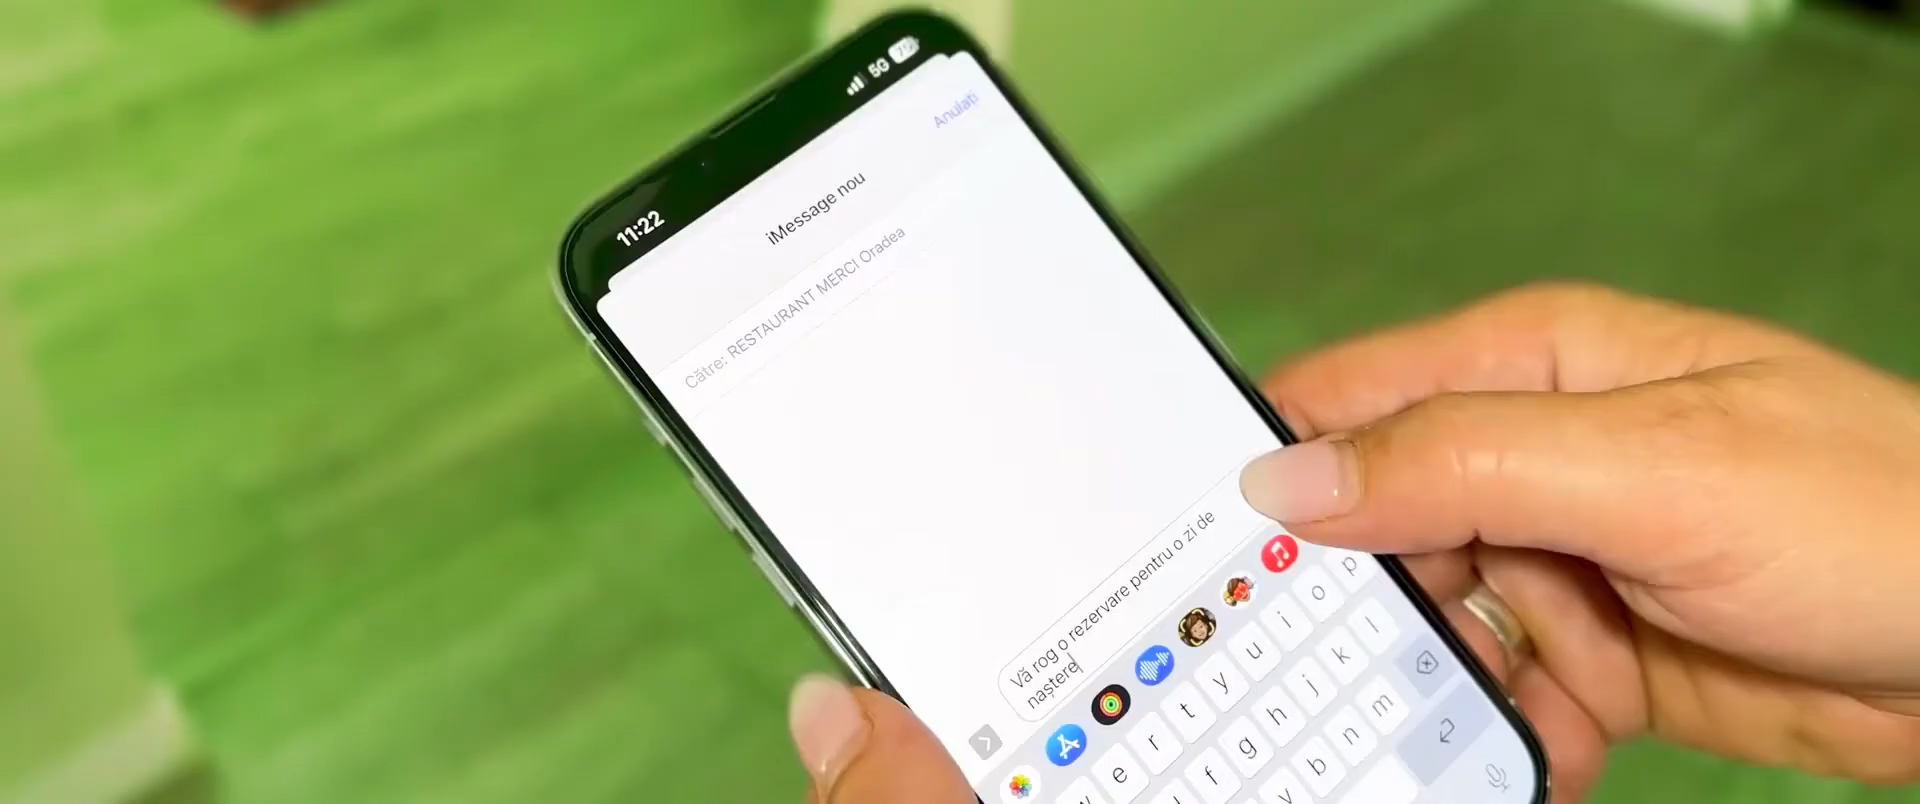 11:22
5G
Anulați
iMessage nou
Către: RESTAURANT MERCI Oradea
Vă rog o rezervare pentru o zi de
naștere
e r t y u i o p
f g h j k l
v b n m